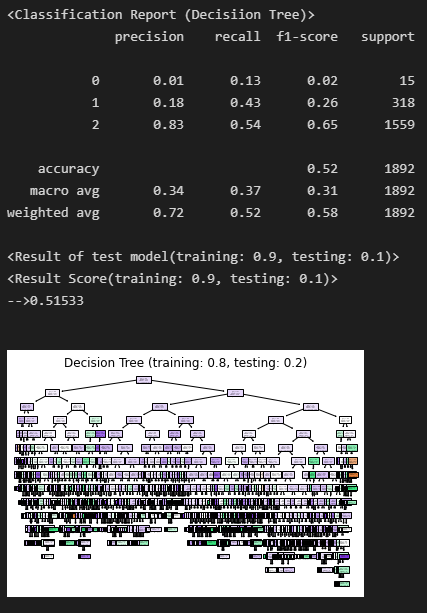 <Classification Report (Decisiion Tree)>
precision recall f1-score support
0 0.01 0.13 0.02 15
1 0.18 0.43 0.26 318
2 0.83 0.54 0.65 1559
accuracy 0.52 1892
macro avg 0.34 0.37 0.31 1892
weighted avg 0.72 0.52 0.58 1892
<Result of test model(training: 0.9, testing: 0.1)>
<Result Score(training: 0.9, testing: 0.1)>
-->0.51533
Decision Tree (training: 0.8, testing: 0.2)